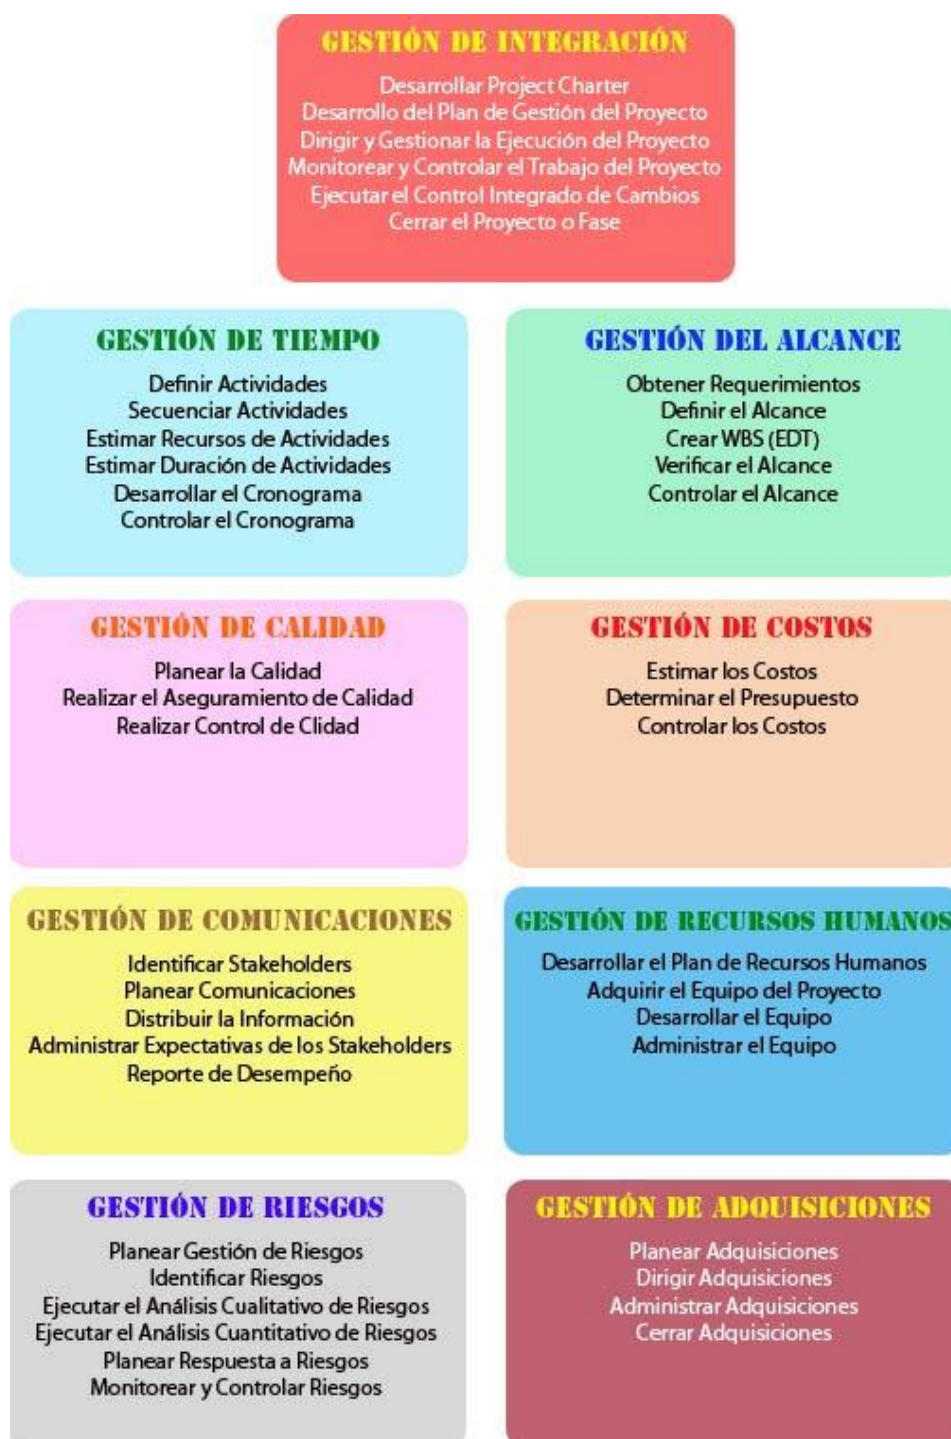 GESTIÓN DE INTEGRACIÓN
Desarrollar Project Charter
Desarrollo del Plan de Gestión del Proyecto
Dirigir y Gestionar la Ejecución del Proyecto
Monitorear y Controlar el Trabajo del Proyecto
Ejecutar el Control Integrado de Cambios
Cerrar el Proyecto o Fase
GESTIÓN DE TIEMPO
Definir Actividades
Secuenciar Actividades
Estimar Recursos de Actividades
Estimar Duración de Actividades
Desarrollar el Cronograma
Controlar el Cronograma
GESTIÓN DEL ALCANCE
Obtener Requerimientos
Definir el Alcance
Crear WBS (EDT)
Verificar el Alcance
Controlar el Alcance
GESTIÓN DE CALIDAD
Planear la Calidad
Realizar el Aseguramiento de Calidad
Realizar Control de Clidad
GESTIÓN DE COSTOS
Estimar los Costos
Determinar el Presupuesto
Controlar los Costos
GESTIÓN DE COMUNICACIONES
Identificar Stakeholders
Planear Comunicaciones
Distribuir la Información
Administrar Expectativas de los Stakeholders
Reporte de Desempeño
GESTIÓN DE RECURSOS HUMANOS
Desarrollar el Plan de Recursos Humanos
Adquirir el Equipo del Proyecto
Desarrollar el Equipo
Administrar el Equipo
GESTIÓN DE RIESGOS
Planear Gestión de Riesgos
Identificar Riesgos
Ejecutar el Análisis Cualitativo de Riesgos
Ejecutar el Análisis Cuantitativo de Riesgos
Planear Respuesta a Riesgos
Monitorear y Controlar Riesgos
GESTIÓN DE ADQUISICIONES
Planear Adquisiciones
Dirigir Adquisiciones
Administrar Adquisiciones
Cerrar Adquisiciones